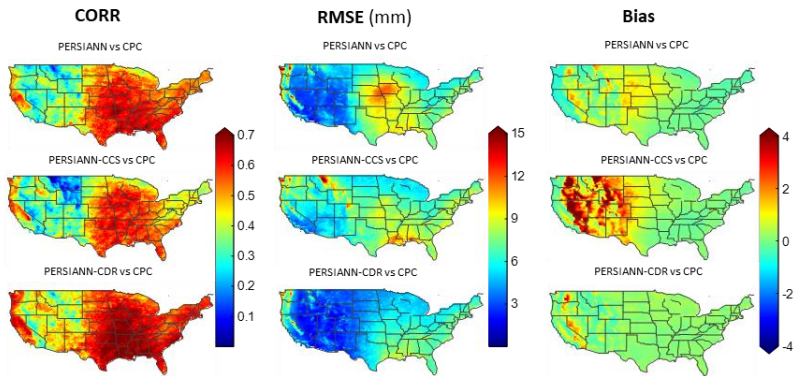 CORR
RMSE (mm)
Bias
PERSIANN vs CPC
PERSIANN vs CPC
PERSIANN vs CPC
0.7
0.6
0.5
0.4
0.3
0.2
0.1
15
12
9
6
3
4
2
0
-2
-4
PERSIANN-CCS vs CPC
PERSIANN-CCS vs CPC
PERSIANN-CCS vs CPC
PERSIANN-CDR vs CPC
PERSIANN-CDR vs CPC
PERSIANN-CDR vs CPC